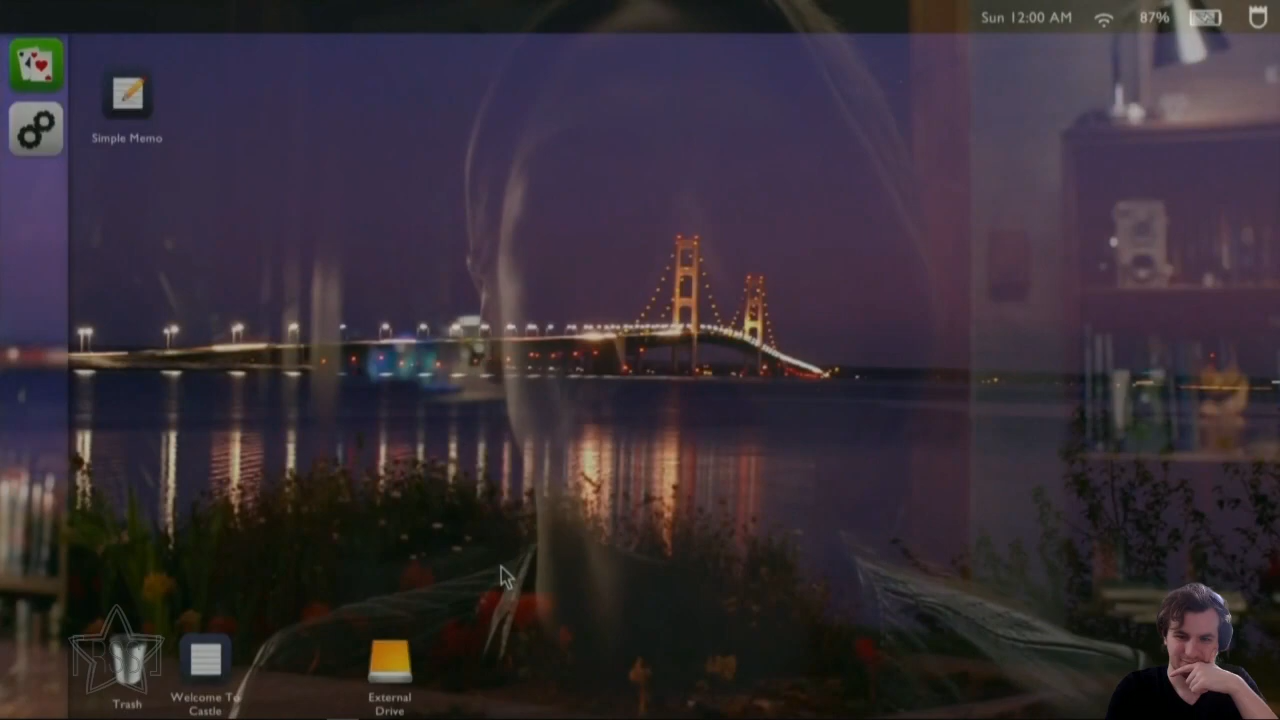 Sun 12:00 AM 87%
Simple Memo
Trash
Welcome To
Castle
External
Drive